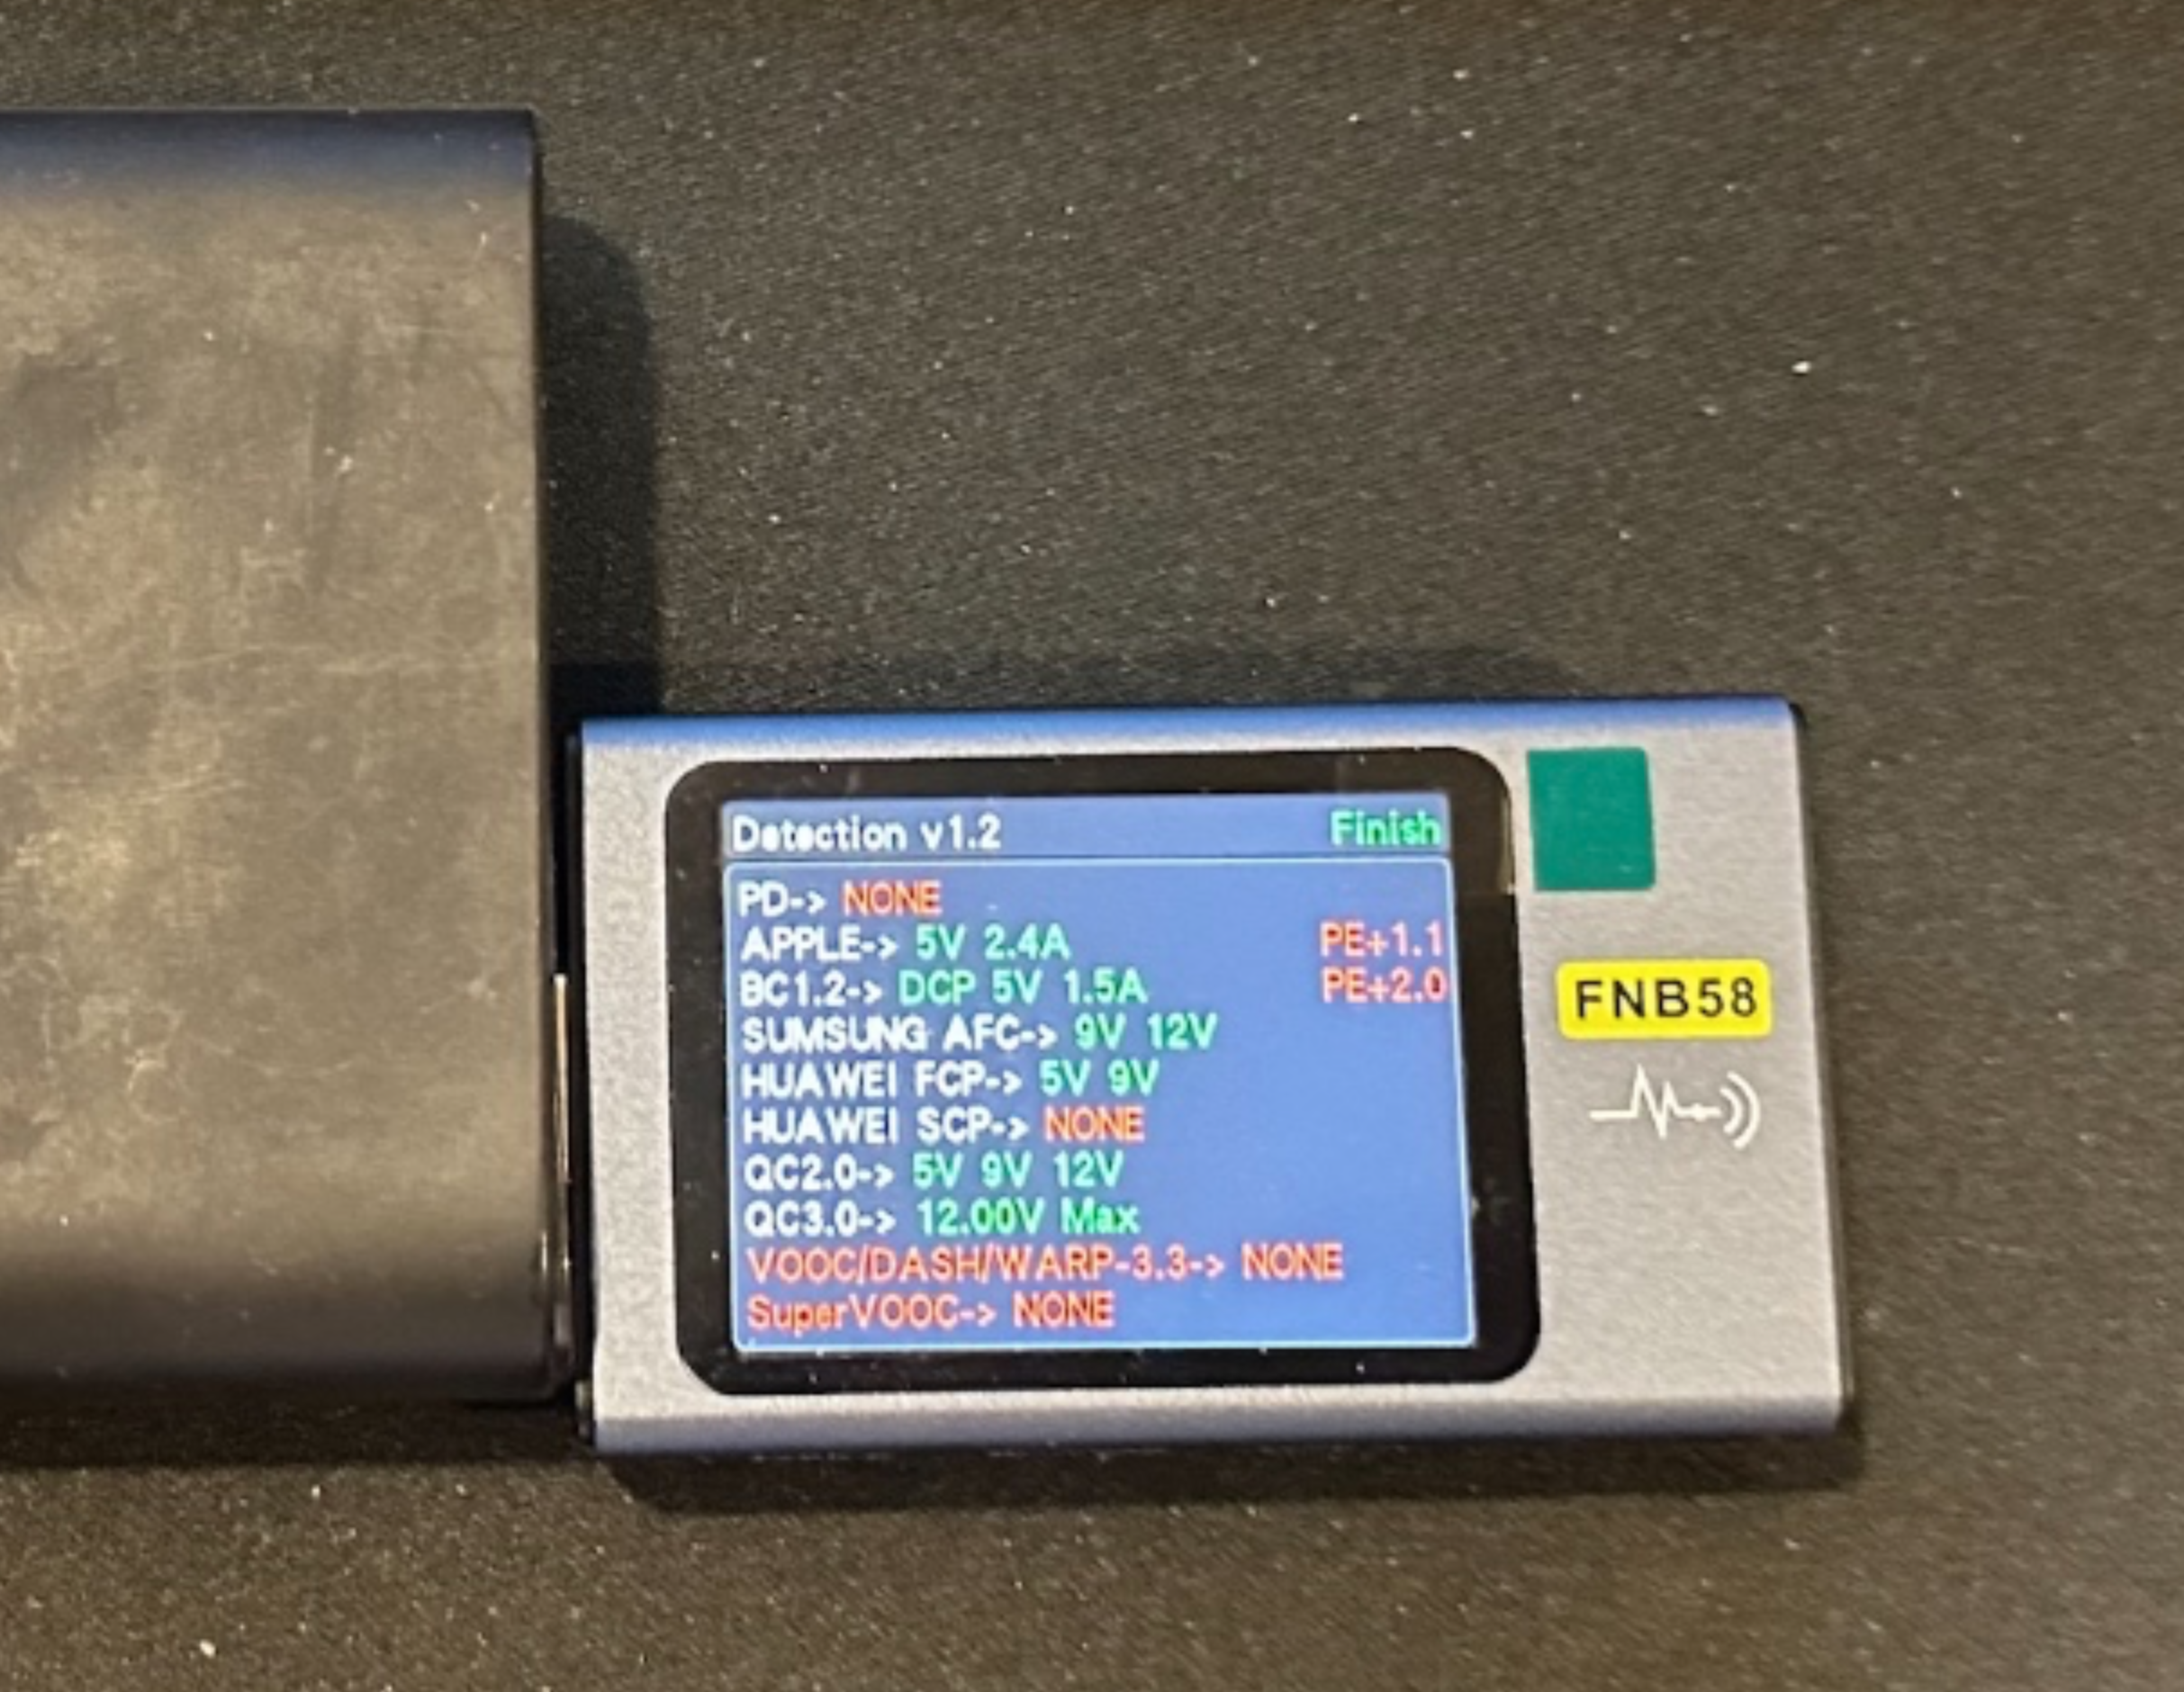 Detection v1.2 Finish
PD-> NONE
APPLE-> 5V 2.4A PE+1.1
BC1.2-> DCP 5V 1.5A PE+2.0
SUMSUNG AFC-> 9V 12V
HUAWEI FCP-> 5V 9V
HUAWEI SCP-> NONE
QC2.0-> 5V 9V 12V
QC3.0-> 12.00V Max
VOOC/DASH/WARP-3.3-> NONE
SuperVOOC-> NONE
FNB58